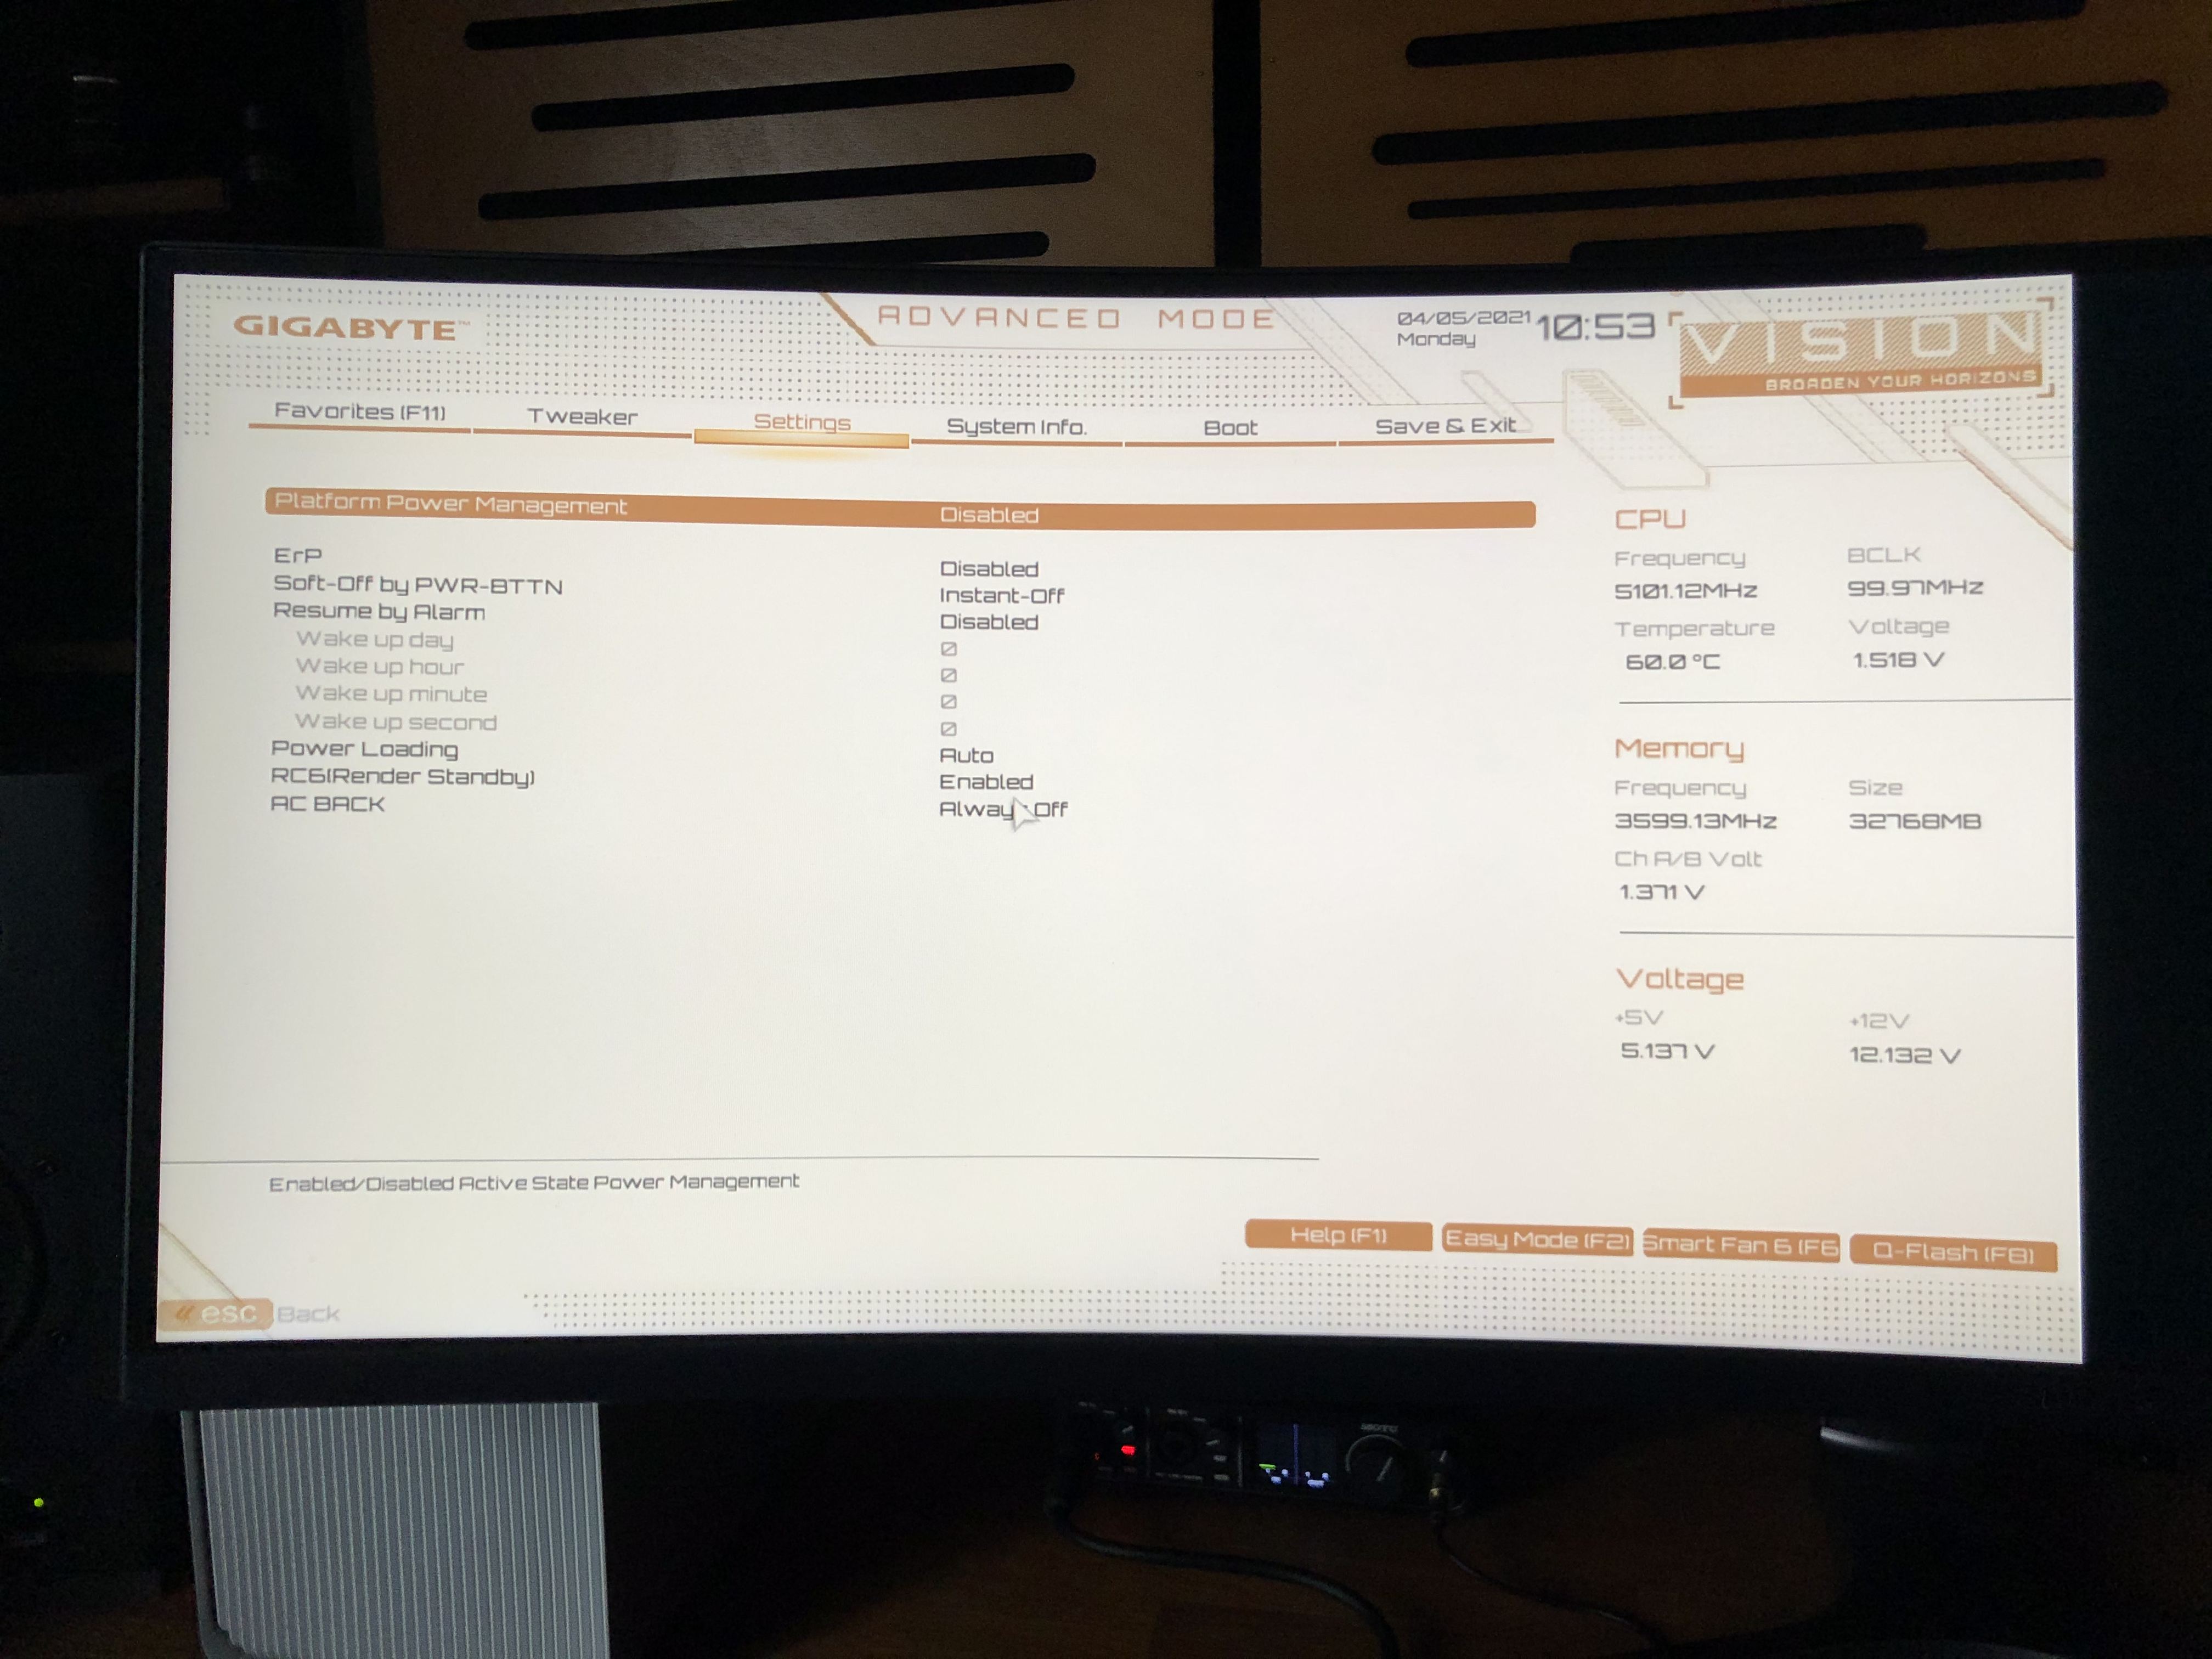 GIGABYTE™
ADVANCED MODE
04/05/2021
Monday
10:53
VISION
BROADEN YOUR HORIZONS
Favorites (F11)
Tweaker
Settings
System Info.
Boot
Save & Exit
Platform Power Management Disabled
ErP Disabled
Soft-Off by PWR-BTTN Instant-Off
Resume by Alarm Disabled
Wake up day 0
Wake up hour 0
Wake up minute 0
Wake up second 0
Power Loading Auto
RC6(Render Standby) Enabled
AC BACK Always Off
CPU
Frequency BCLK
5101.12MHz 99.97MHz
Temperature Voltage
60.0 °C 1.518 V
Memory
Frequency Size
3599.13MHz 32768MB
Ch A/B Volt
1.371 V
Voltage
+5V +12V
5.137 V 12.132 V
Enabled/Disabled Active State Power Management
Help (F1)
Easy Mode (F2)
Smart Fan 6 (F6
Q-Flash (F8)
esc Back